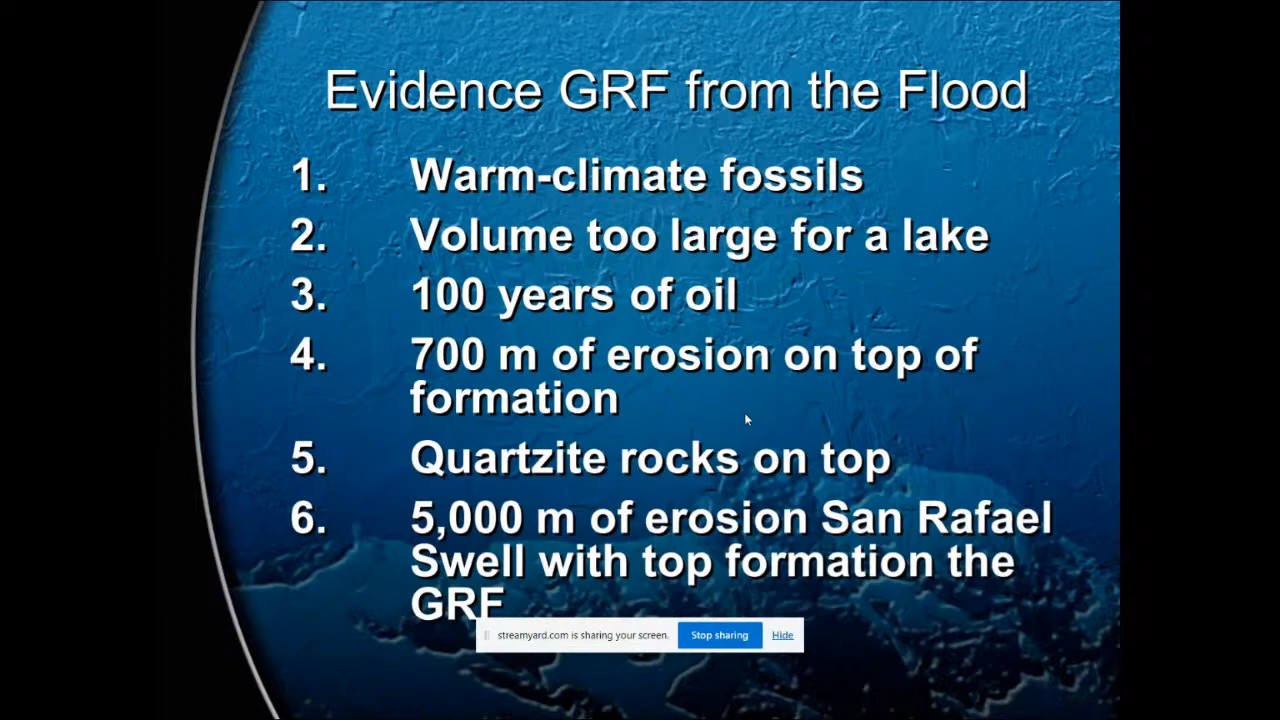 Evidence GRF from the Flood
1. Warm-climate fossils
2. Volume too large for a lake
3. 100 years of oil
4. 700 m of erosion on top of
formation
5. Quartzite rocks on top
6. 5,000 m of erosion San Rafael
Swell with top formation the
GRF
streamyard.com is sharing your screen. Stop sharing Hide